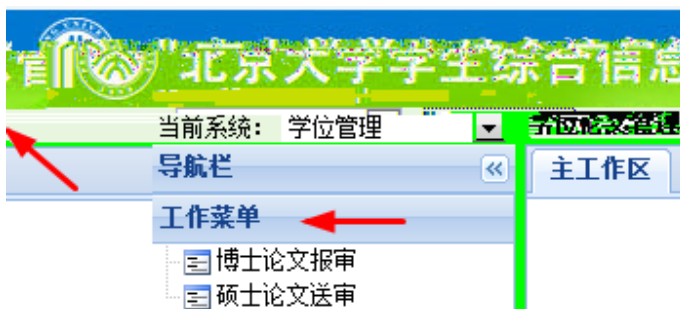 北京大学学生综合信息
当前系统： 学位管理
导航栏
主工作区
工作菜单
博士论文报审
硕士论文送审